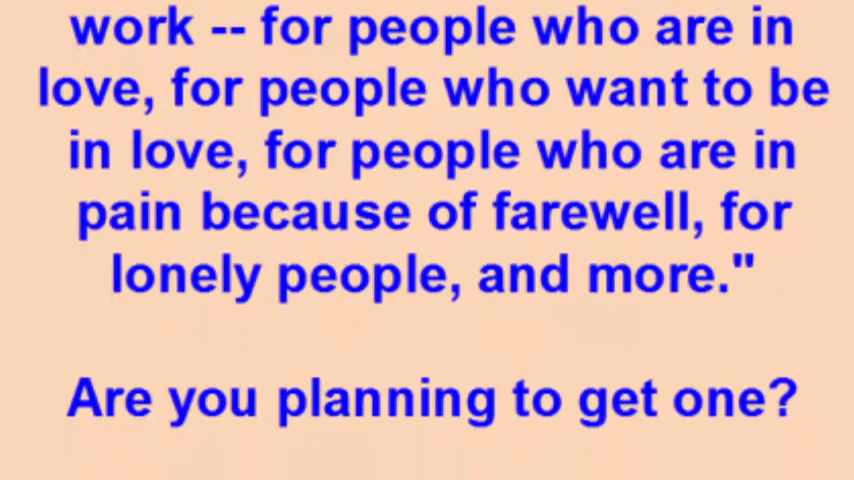 work -- for people who are in
love, for people who want to be
in love, for people who are in
pain because of farewell, for
lonely people, and more."
Are you planning to get one?